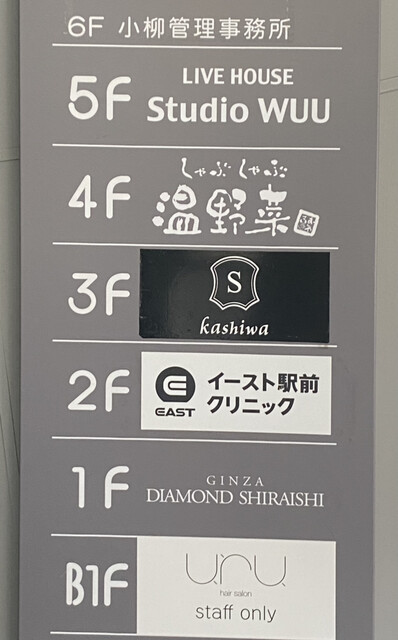 6F 小柳管理事務所
LIVE HOUSE
5F Studio WUU
しゃぶしゃぶ
4F 温野菜
S
3F kashiwa
イースト駅前
2F クリニック
EAST
GINZA
1F DIAMOND SHIRAISHI
uru
hair salon
B1F staff only